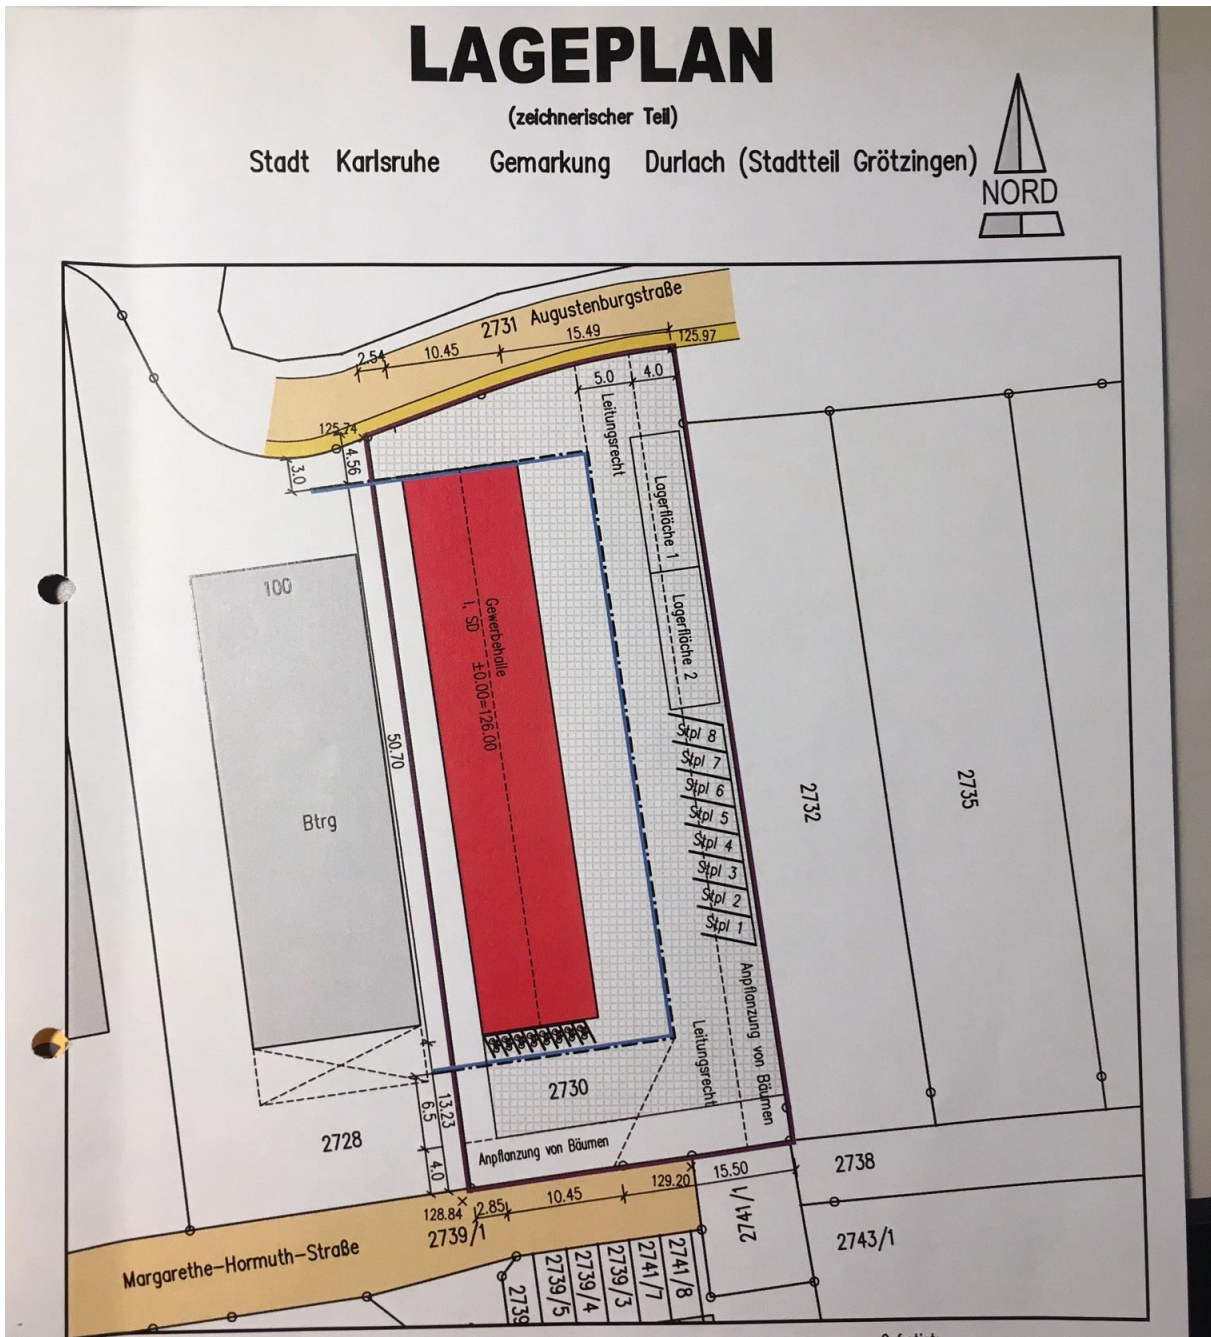 LAGEPLAN
(zeichnerischer Teil)
Stadt Karlsruhe Gemarkung Durlach (Stadtteil Grötzingen)
NORD
2731 Augustenburgstraße
2.54
10.45
15.49
125.97
5.0
4.0
125.74
4.56
3.0
Leitungsrecht
Lagerfläche 1
Lagerfläche 2
100
Btrg
50.70
Gewerbehalle
I, SD ±0.00=126.00
Stpl 8
Stpl 7
Stpl 6
Stpl 5
Stpl 4
Stpl 3
Stpl 2
Stpl 1
2732
2735
Anpflanzung von Bäumen
Leitungsrecht
2730
Anpflanzung von Bäumen
13.23
6.5
4.0
2728
2738
15.50
129.20
10.45
2.85
128.84
2739/1
2741/1
2743/1
Margarethe-Hormuth-Straße
2739
2739/5
2739/4
2739/3
2741/7
2741/8